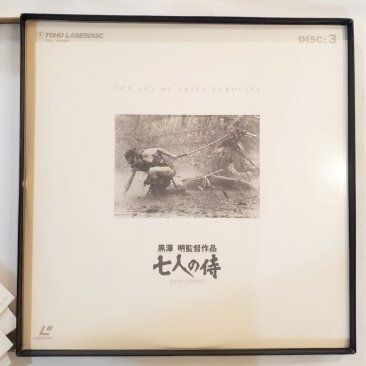 TOHO LASERDISC
DISC: 3
THE ART OF AKIRA KUROSAWA
黒澤 明監督作品
七人の侍
SEVEN SAMURAI
LASERDISC